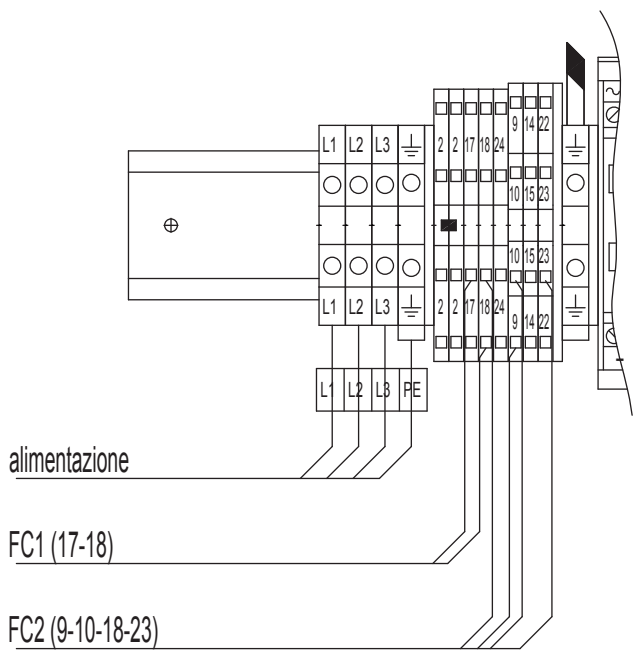 9 14 22
L1 L2 L3 2 2 17 18 24
10 15 23
10 15 23
L1 L2 L3 2 2 17 18 24 9 14 22
L1 L2 L3 PE
alimentazione
FC1 (17-18)
FC2 (9-10-18-23)